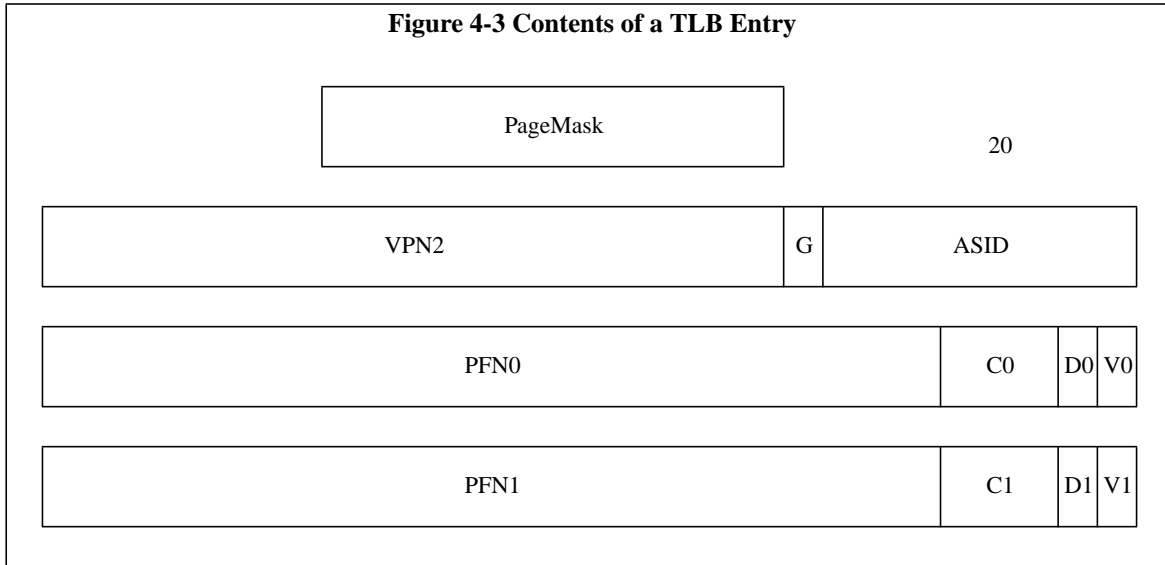 Figure 4-3 Contents of a TLB Entry
PageMask
20
VPN2 G ASID
PFN0 C0 D0 V0
PFN1 C1 D1 V1